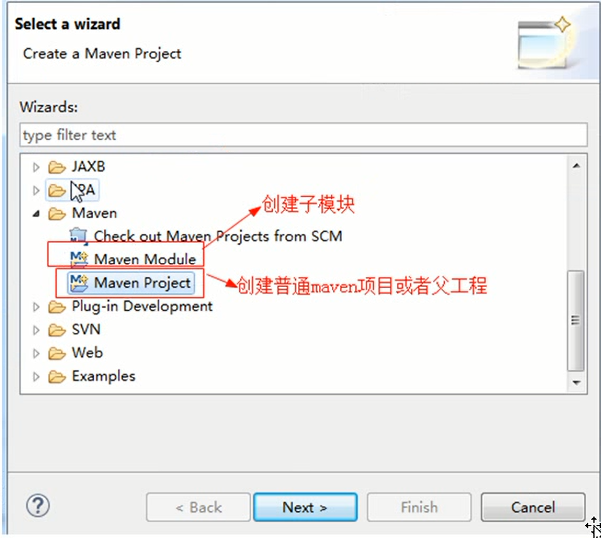 Select a wizard
Create a Maven Project
Wizards:
type filter text
JAXB
创建子模块
Maven
Check out Maven Projects from SCM
Maven Module
Maven Project
创建普通maven项目或者父工程
Plug-in Development
SVN
Web
Examples
?
< Back
Next >
Finish
Cancel